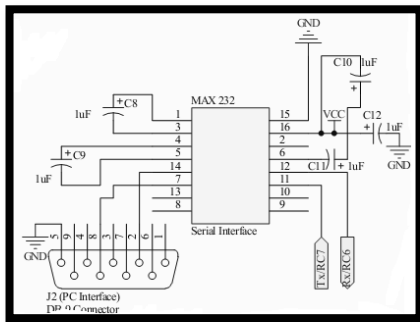 GND
C10
1uF
+
MAX 232
+ C8
1uF
1
3
4
5
14
7
13
8
15
16
2
6
12
11
10
9
VCC
C12
+
1uF
GND
+ C9
1uF
C11
+
1uF
Serial Interface
5
9
4
8
3
7
2
6
1
GND
Tx/RC7
Rx/RC6
J2 (PC Interface)
DB 9 Connector